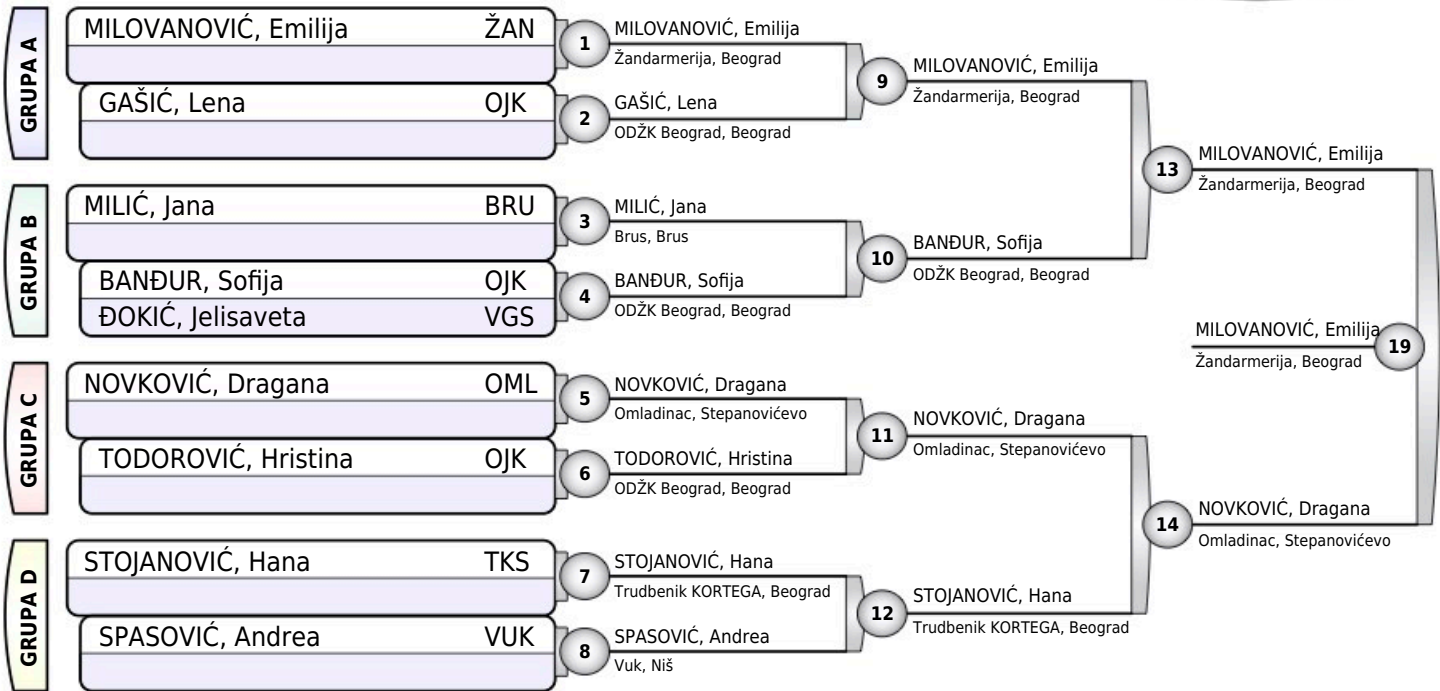 GRUPA A
MILOVANOVIĆ, Emilija ŽAN
GAŠIĆ, Lena OJK
GRUPA B
MILIĆ, Jana BRU
BANĐUR, Sofija OJK
ĐOKIĆ, Jelisaveta VGS
GRUPA C
NOVKOVIĆ, Dragana OML
TODOROVIĆ, Hristina OJK
GRUPA D
STOJANOVIĆ, Hana TKS
SPASOVIĆ, Andrea VUK
1
MILOVANOVIĆ, Emilija
Žandarmerija, Beograd
2
GAŠIĆ, Lena
ODŽK Beograd, Beograd
3
MILIĆ, Jana
Brus, Brus
4
BANĐUR, Sofija
ODŽK Beograd, Beograd
5
NOVKOVIĆ, Dragana
Omladinac, Stepanovićevo
6
TODOROVIĆ, Hristina
ODŽK Beograd, Beograd
7
STOJANOVIĆ, Hana
Trudbenik KORTEGA, Beograd
8
SPASOVIĆ, Andrea
Vuk, Niš
9
MILOVANOVIĆ, Emilija
Žandarmerija, Beograd
10
BANĐUR, Sofija
ODŽK Beograd, Beograd
11
NOVKOVIĆ, Dragana
Omladinac, Stepanovićevo
12
STOJANOVIĆ, Hana
Trudbenik KORTEGA, Beograd
13
MILOVANOVIĆ, Emilija
Žandarmerija, Beograd
14
NOVKOVIĆ, Dragana
Omladinac, Stepanovićevo
MILOVANOVIĆ, Emilija
Žandarmerija, Beograd
19